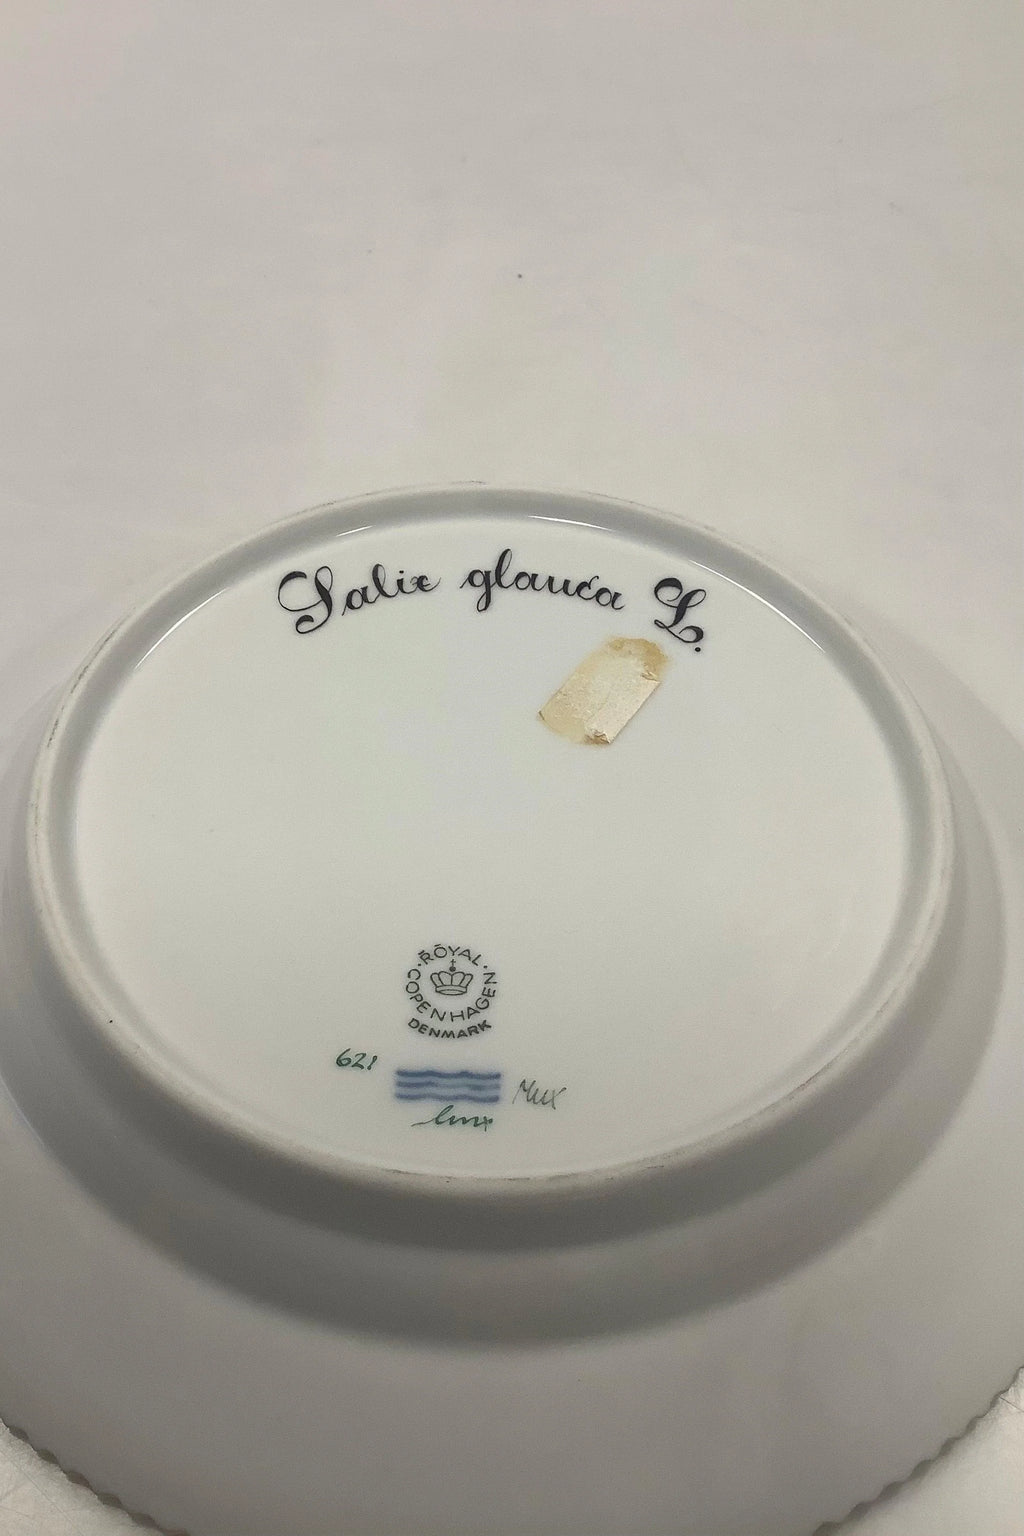 Salix glauca L.
ROYAL
COPENHAGEN
DENMARK
621